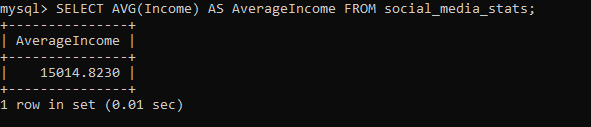 mysql> SELECT AVG(Income) AS AverageIncome FROM social_media_stats;
+---------------+
| AverageIncome |
+---------------+
|    15014.8230 |
+---------------+
1 row in set (0.01 sec)